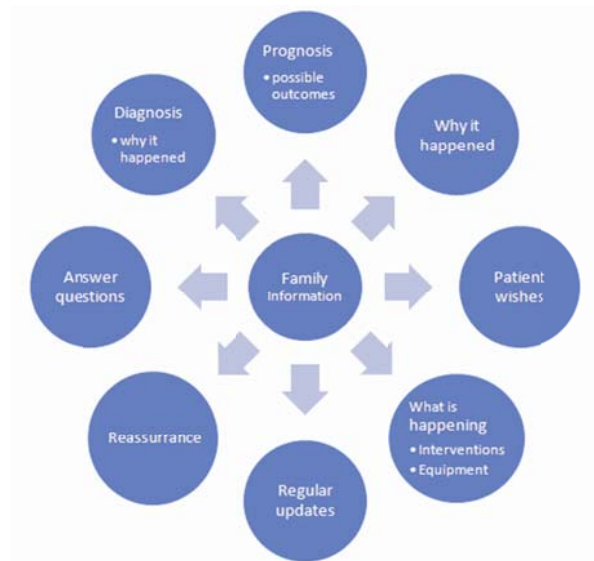 Prognosis
• possible
outcomes
Why it
happened
Patient
wishes
What is
happening
• Interventions
• Equipment
Regular
updates
Reassurrance
Answer
questions
Diagnosis
• why it
happened
Family
Information